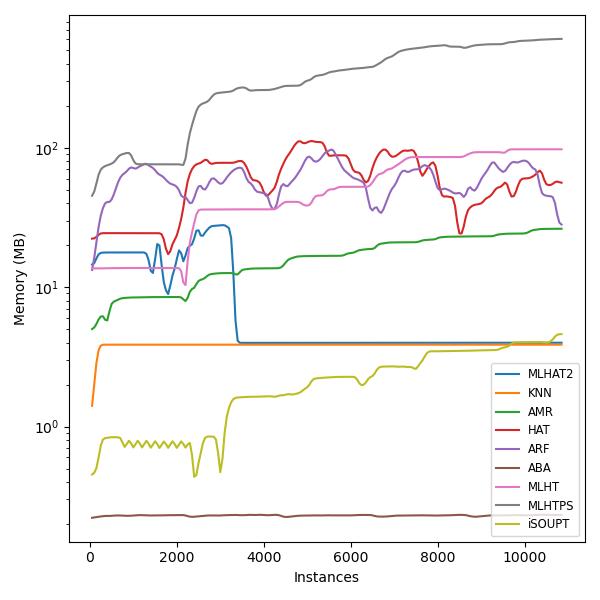 Memory (MB)
10²
10¹
10⁰
0 2000 4000 6000 8000 10000
Instances
MLHAT2
KNN
AMR
HAT
ARF
ABA
MLHT
MLHTPS
iSOUPT